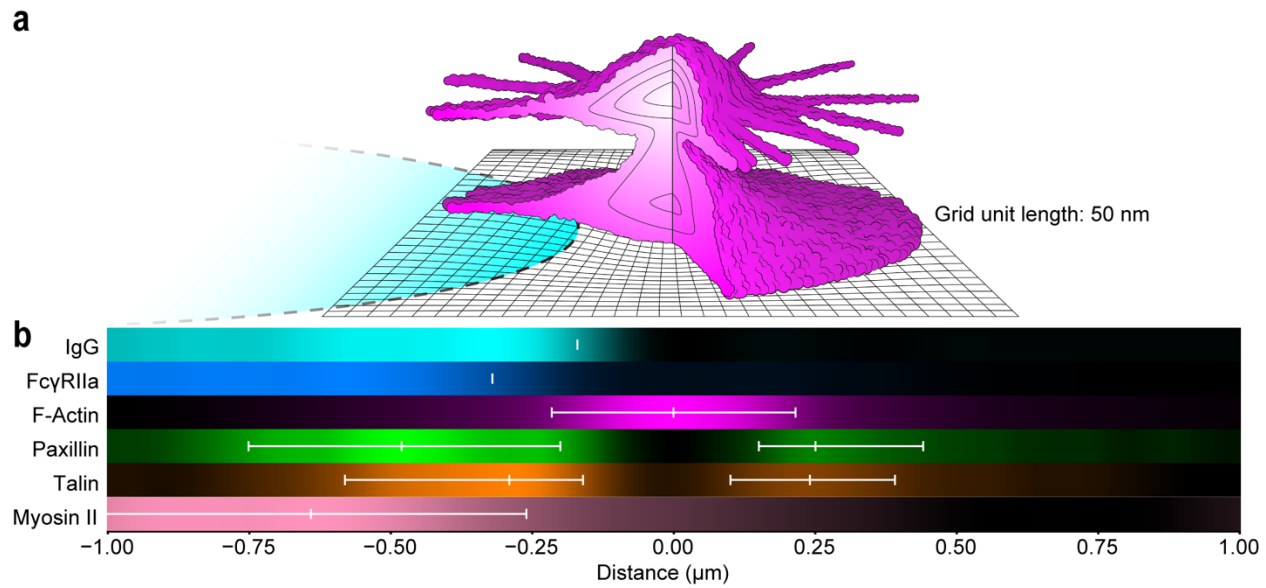 a
Grid unit length: 50 nm
b
IgG
FcγRIIa
F-Actin
Paxillin
Talin
Myosin II
−1.00 −0.75 −0.50 −0.25 0.00 0.25 0.50 0.75 1.00
Distance (μm)